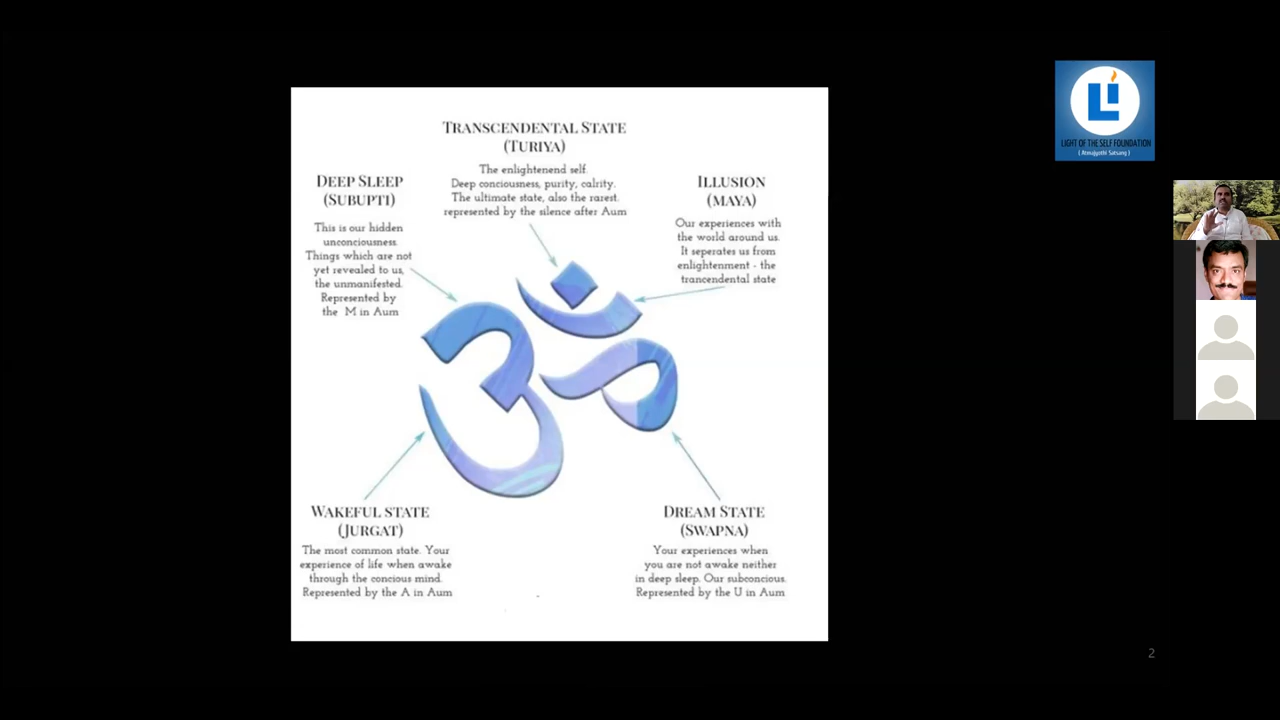 TRANSCENDENTAL STATE
(TURIYA)
The enlightenend self.
Deep conciousness, purity, calrity.
The ultimate state, also the rarest.
represented by the silence after Aum
DEEP SLEEP
(SUBUPTI)
This is our hidden
unconciousness.
Things which are not
yet revealed to us,
the unmanifested.
Represented by
the M in Aum
ILLUSION
(MAYA)
Our experiences with
the world around us.
It seperates us from
enlightenment - the
trancendental state
WAKEFUL STATE
(JURGAT)
The most common state. Your
experience of life when awake
through the concious mind.
Represented by the A in Aum
DREAM STATE
(SWAPNA)
Your experiences when
you are not awake neither
in deep sleep. Our subconcious.
Represented by the U in Aum
LIGHT OF THE SELF FOUNDATION
( Atmajyothi Satsang )
2